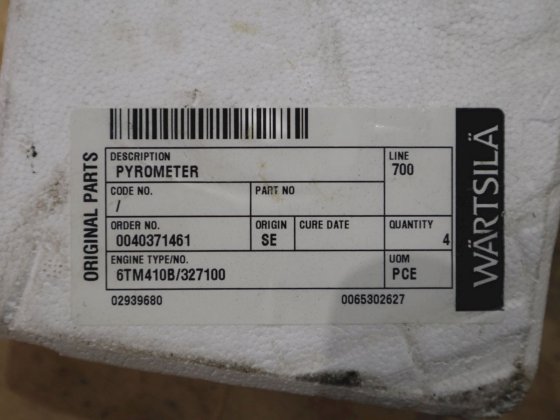 ORIGINAL PARTS
DESCRIPTION
PYROMETER
LINE
700
CODE NO.
/
PART NO
ORDER NO.
0040371461
ORIGIN
SE
CURE DATE
QUANTITY
4
ENGINE TYPE/NO.
6TM410B/327100
UOM
PCE
02939680
0065302627
WÄRTSILÄ